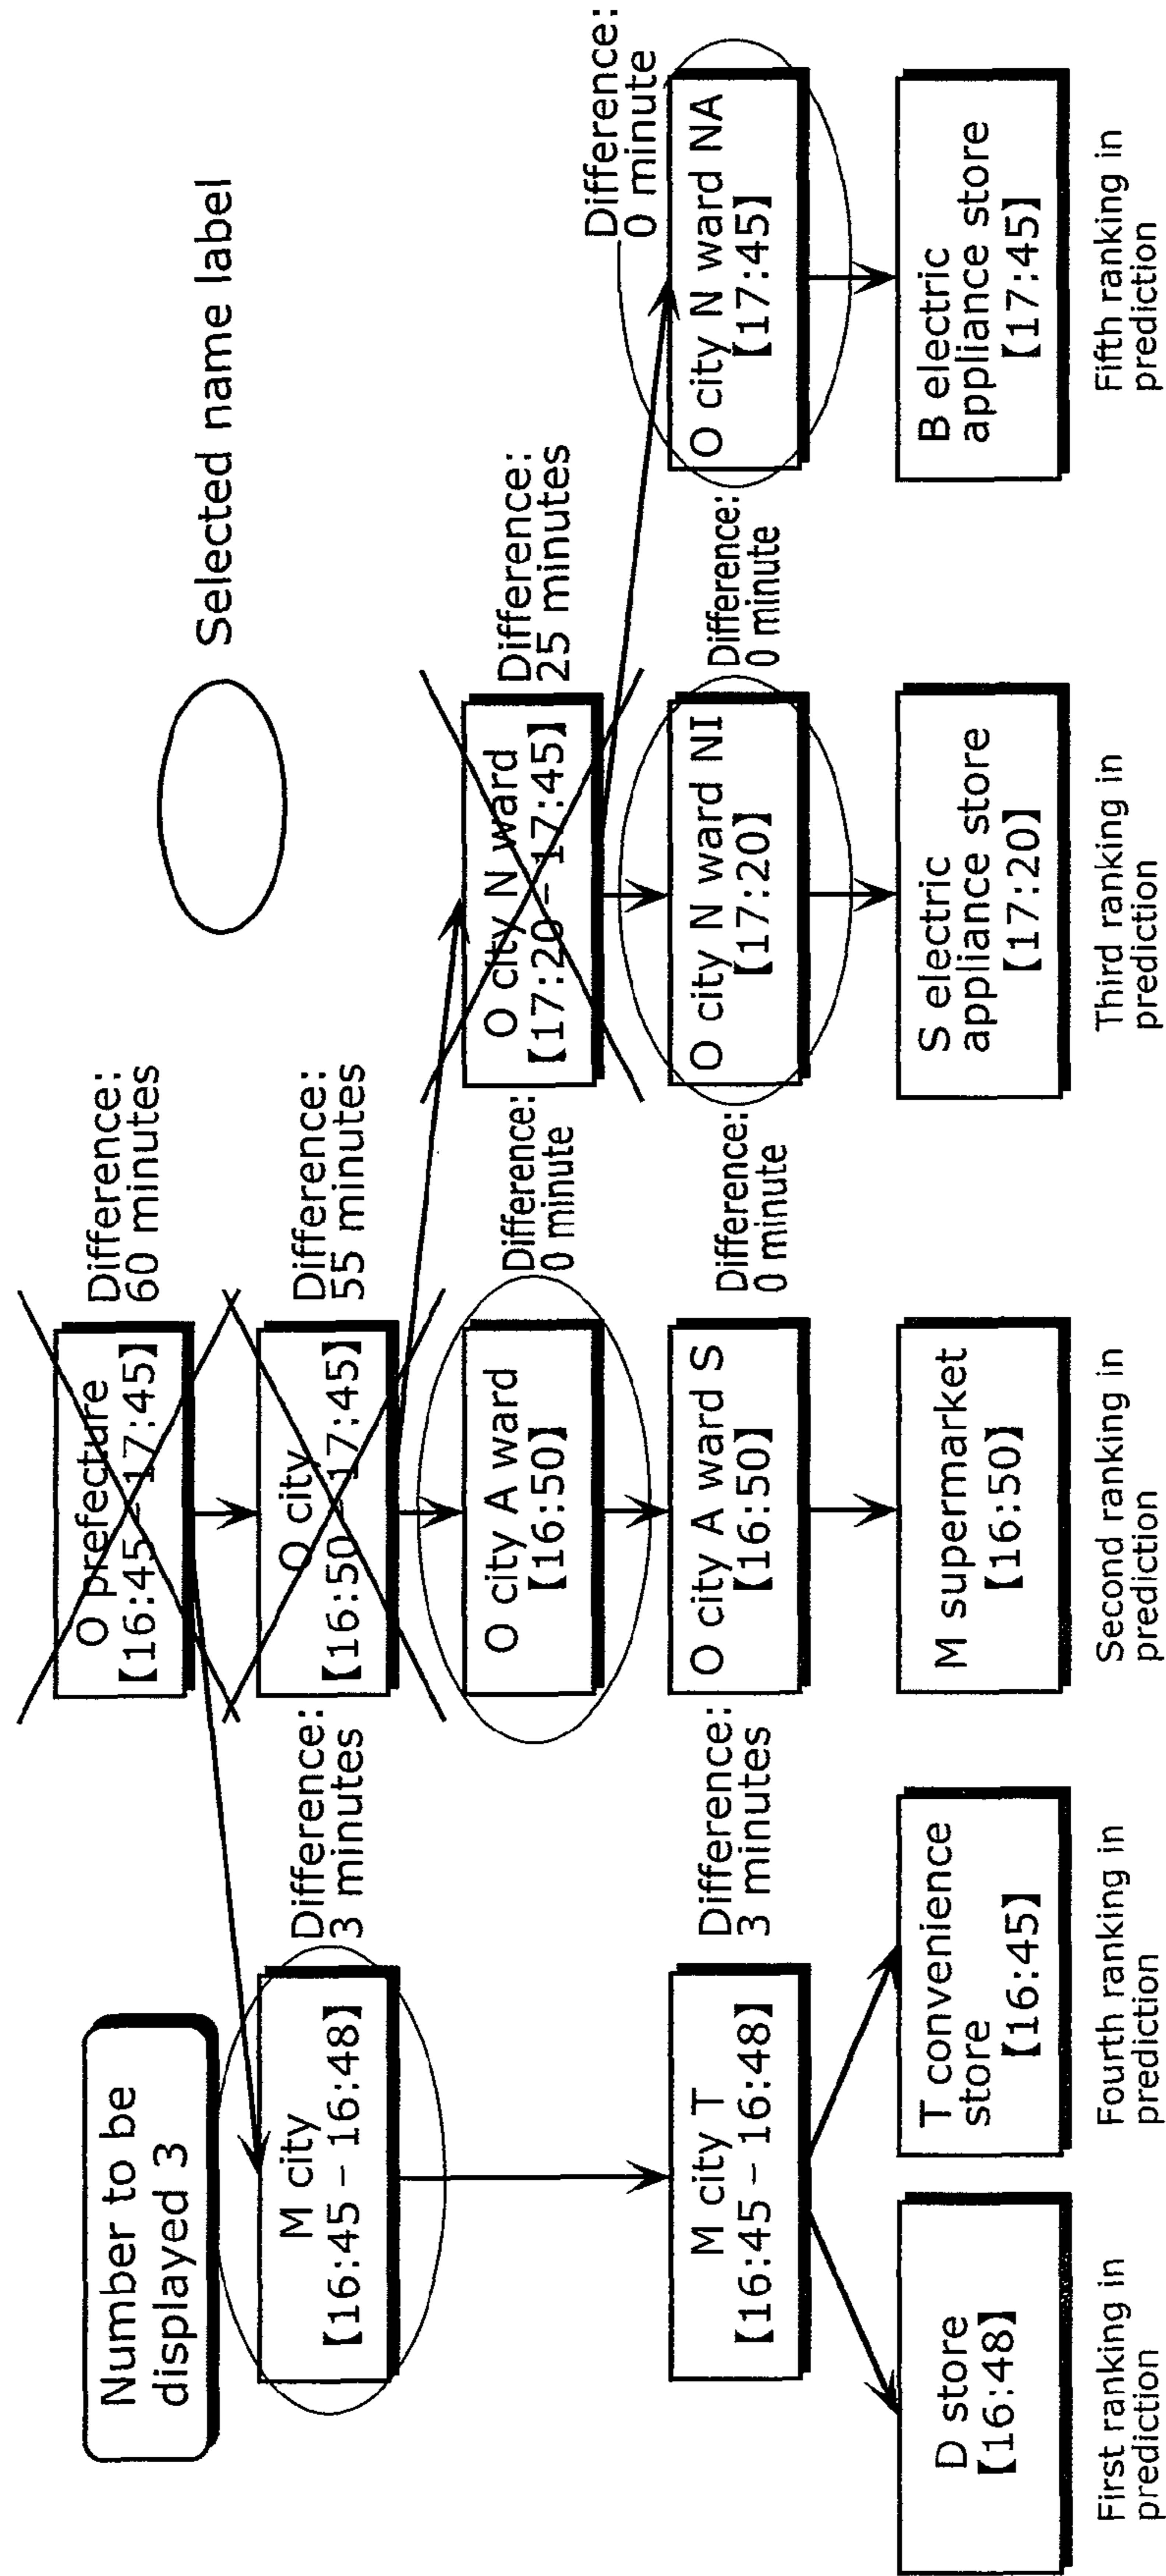 Number to be
displayed 3
Selected name label
O prefecture
【16:45 – 17:45】
Difference:
60 minutes
M city
【16:45 – 16:48】
Difference:
3 minutes
O city
【16:50 – 17:45】
Difference:
55 minutes
O city A ward
【16:50】
Difference:
0 minute
O city N ward
【17:20 – 17:45】
Difference:
25 minutes
M city T
【16:45 – 16:48】
Difference:
3 minutes
O city A ward S
【16:50】
Difference:
0 minute
O city N ward NI
【17:20】
Difference:
0 minute
O city N ward NA
【17:45】
Difference:
0 minute
D store
【16:48】
T convenience
store
【16:45】
M supermarket
【16:50】
S electric
appliance store
【17:20】
B electric
appliance store
【17:45】
First ranking in
prediction
Fourth ranking in
prediction
Second ranking in
prediction
Third ranking in
prediction
Fifth ranking in
prediction